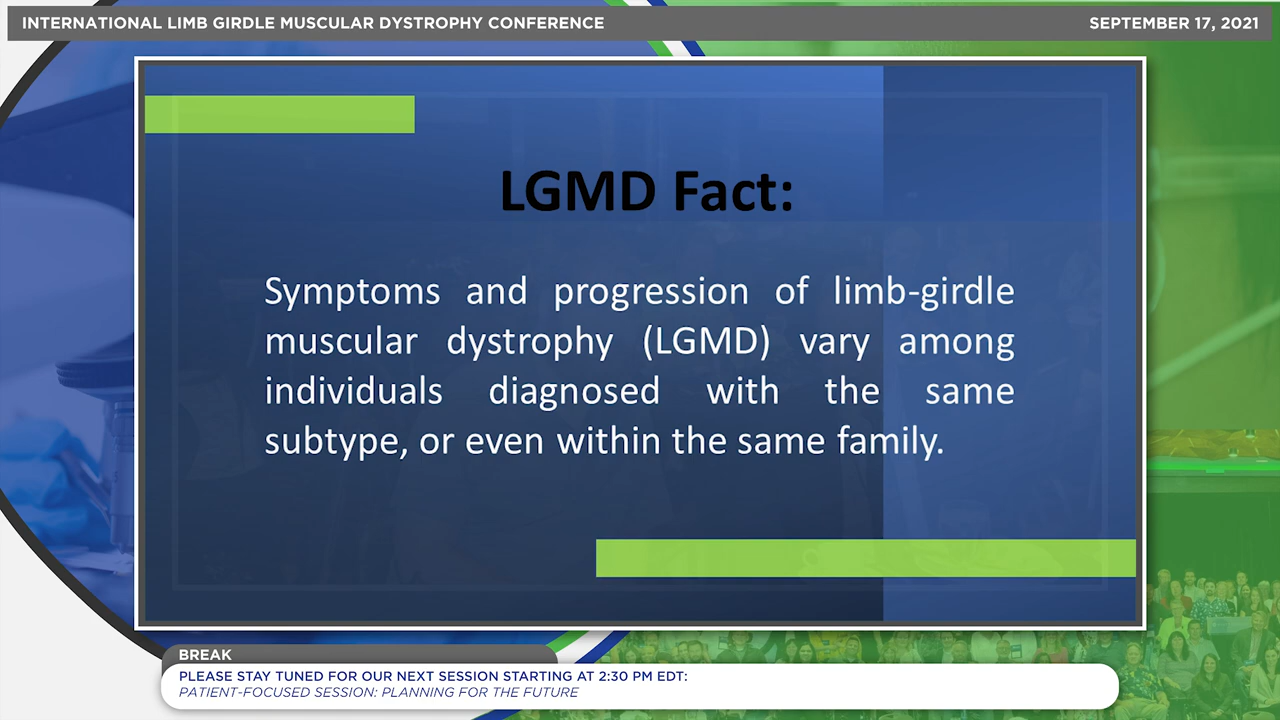 INTERNATIONAL LIMB GIRDLE MUSCULAR DYSTROPHY CONFERENCE
SEPTEMBER 17, 2021
LGMD Fact:
Symptoms and progression of limb-girdle
muscular dystrophy (LGMD) vary among
individuals diagnosed with the same
subtype, or even within the same family.
BREAK
PLEASE STAY TUNED FOR OUR NEXT SESSION STARTING AT 2:30 PM EDT:
PATIENT-FOCUSED SESSION: PLANNING FOR THE FUTURE